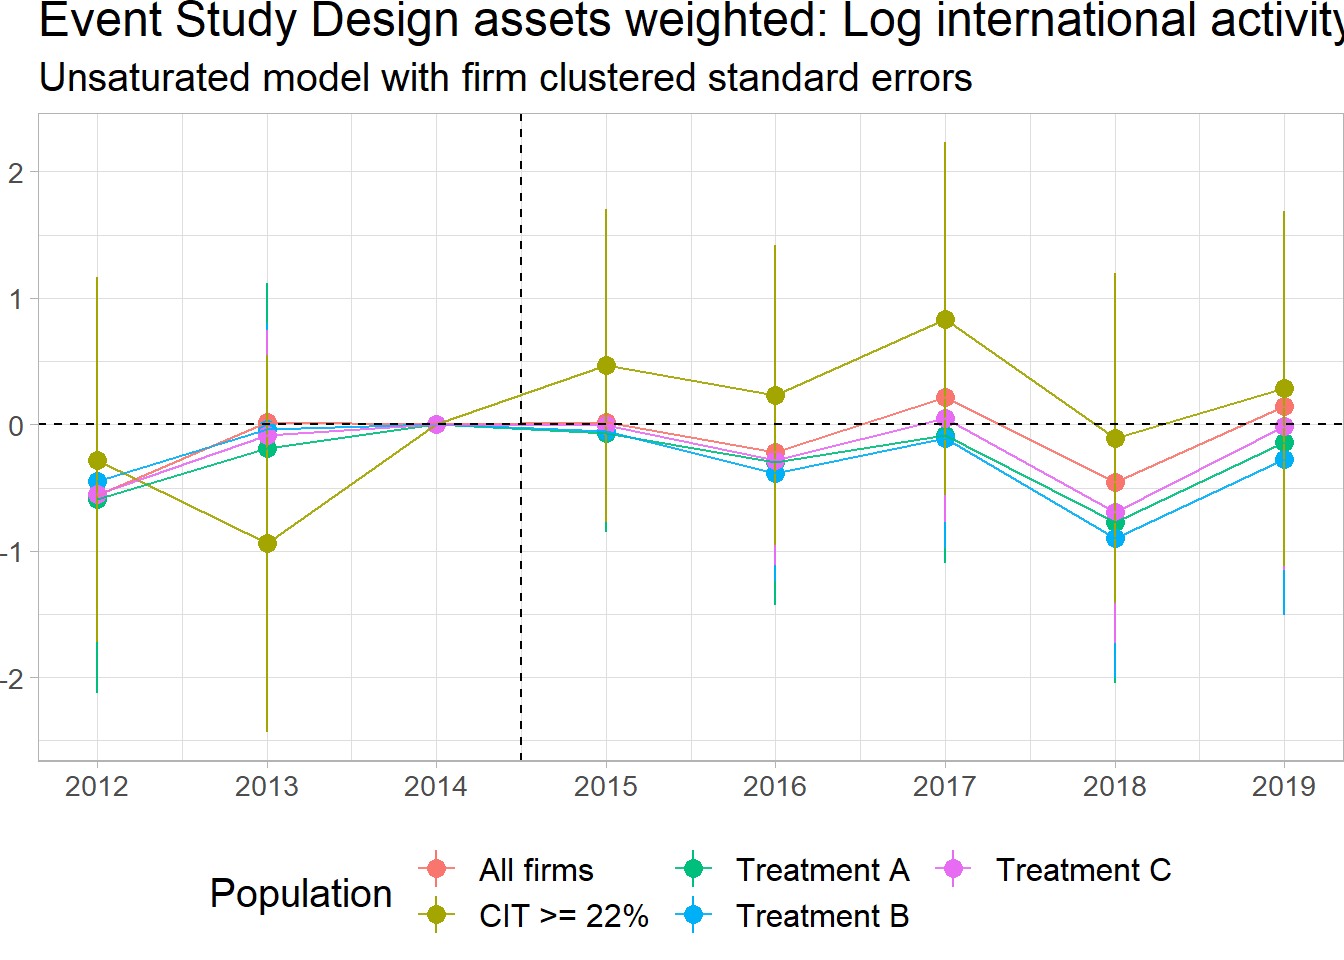 Event Study Design assets weighted: Log international activity
Unsaturated model with firm clustered standard errors
2
1
0
-1
-2
2012 2013 2014 2015 2016 2017 2018 2019
Population
All firms Treatment A Treatment C
CIT >= 22% Treatment B